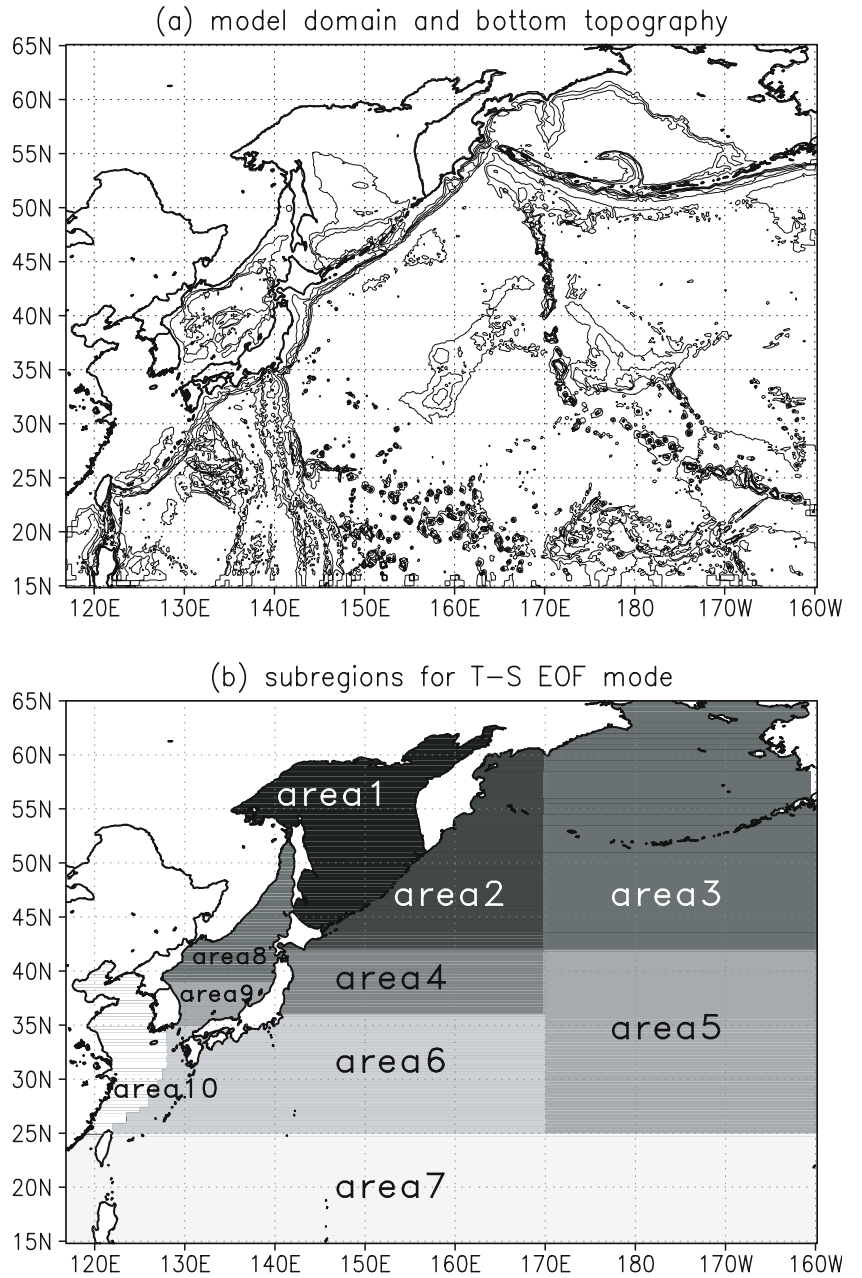 (a) model domain and bottom topography
65N
60N
55N
50N
45N
40N
35N
30N
25N
20N
15N
120E 130E 140E 150E 160E 170E 180 170W 160W
(b) subregions for T-S EOF mode
65N
60N
area1
55N
50N
area2 area3
45N
area8
40N
area4
area9
35N
area5
area6
30N
area10
25N
20N
area7
15N
120E 130E 140E 150E 160E 170E 180 170W 160W